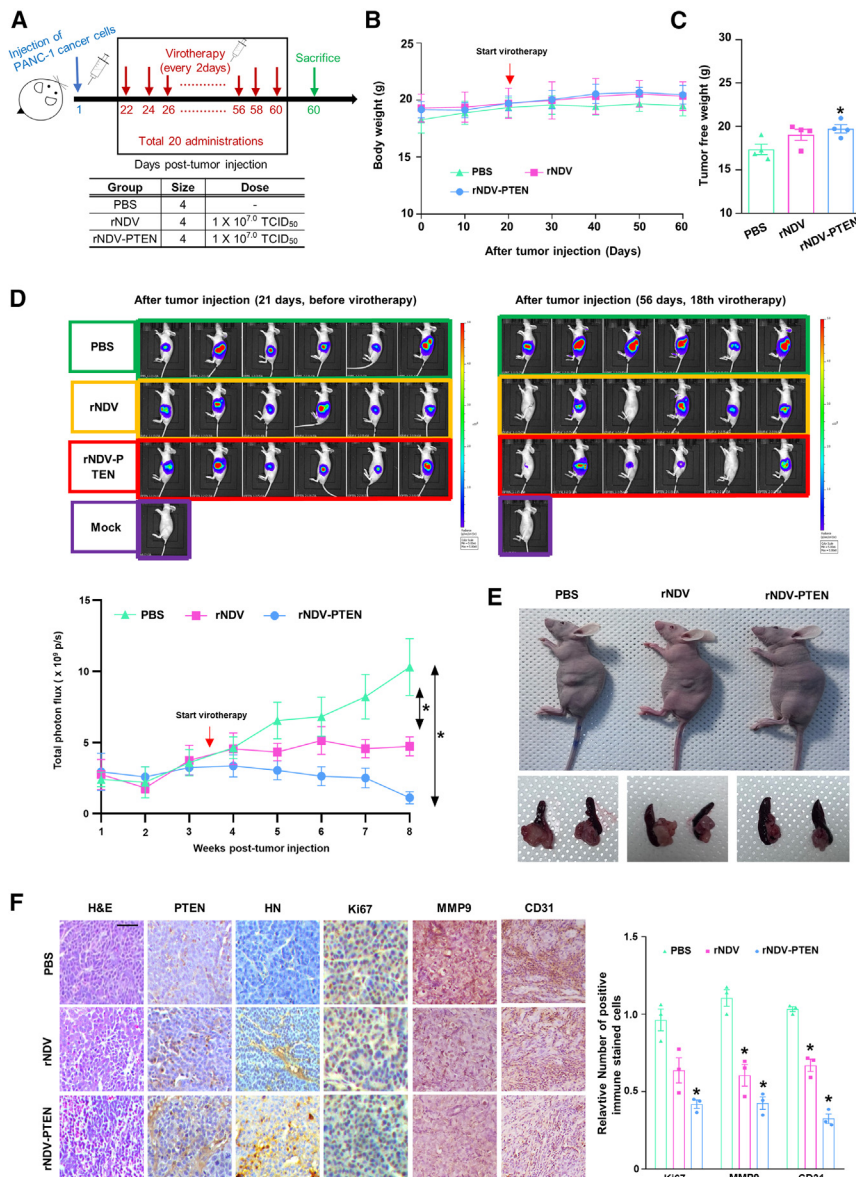 A
Injection of
PANC-1 cancer cells
Virotherapy
(every 2days)
Sacrifice
1
22 24 26 56 58 60
60
Total 20 administrations
Days post-tumor injection
Group Size Dose
PBS 4 -
rNDV 4 1 X 10^7.0 TCID50
rNDV-PTEN 4 1 X 10^7.0 TCID50
B
Body weight (g)
25
20
15
10
Start virotherapy
PBS rNDV
rNDV-PTEN
0 10 20 30 40 50 60
After tumor injection (Days)
C
Tumor free weight (g)
30
25
20
15
10
*
PBS
rNDV
rNDV-PTEN
D
After tumor injection (21 days, before virotherapy)
After tumor injection (56 days, 18th virotherapy)
PBS
rNDV
rNDV-P
TEN
Mock
Total photon flux ( x 10^9 p/s)
15
10
5
0
PBS rNDV rNDV-PTEN
Start virotherapy
*
*
1 2 3 4 5 6 7 8
Weeks post-tumor injection
E
PBS rNDV rNDV-PTEN
F
H&E PTEN HN Ki67 MMP9 CD31
PBS
rNDV
rNDV-PTEN
Relavtive Number of positive
immune stained cells
1.5
1.0
0.5
0.0
PBS rNDV rNDV-PTEN
* * * * *
Ki67 MMP9 CD31